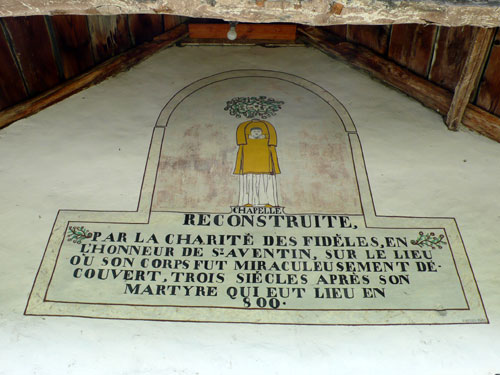 CHAPELLE
RECONSTRUITE,
PAR LA CHARITÉ DES FIDÈLES, EN
L'HONNEUR DE St-AVENTIN, SUR LE LIEU
OÙ SON CORPS FUT MIRACULEUSEMENT DÉ-
COUVERT, TROIS SIÈCLES APRÈS SON
MARTYRE QUI EUT LIEU EN
800.